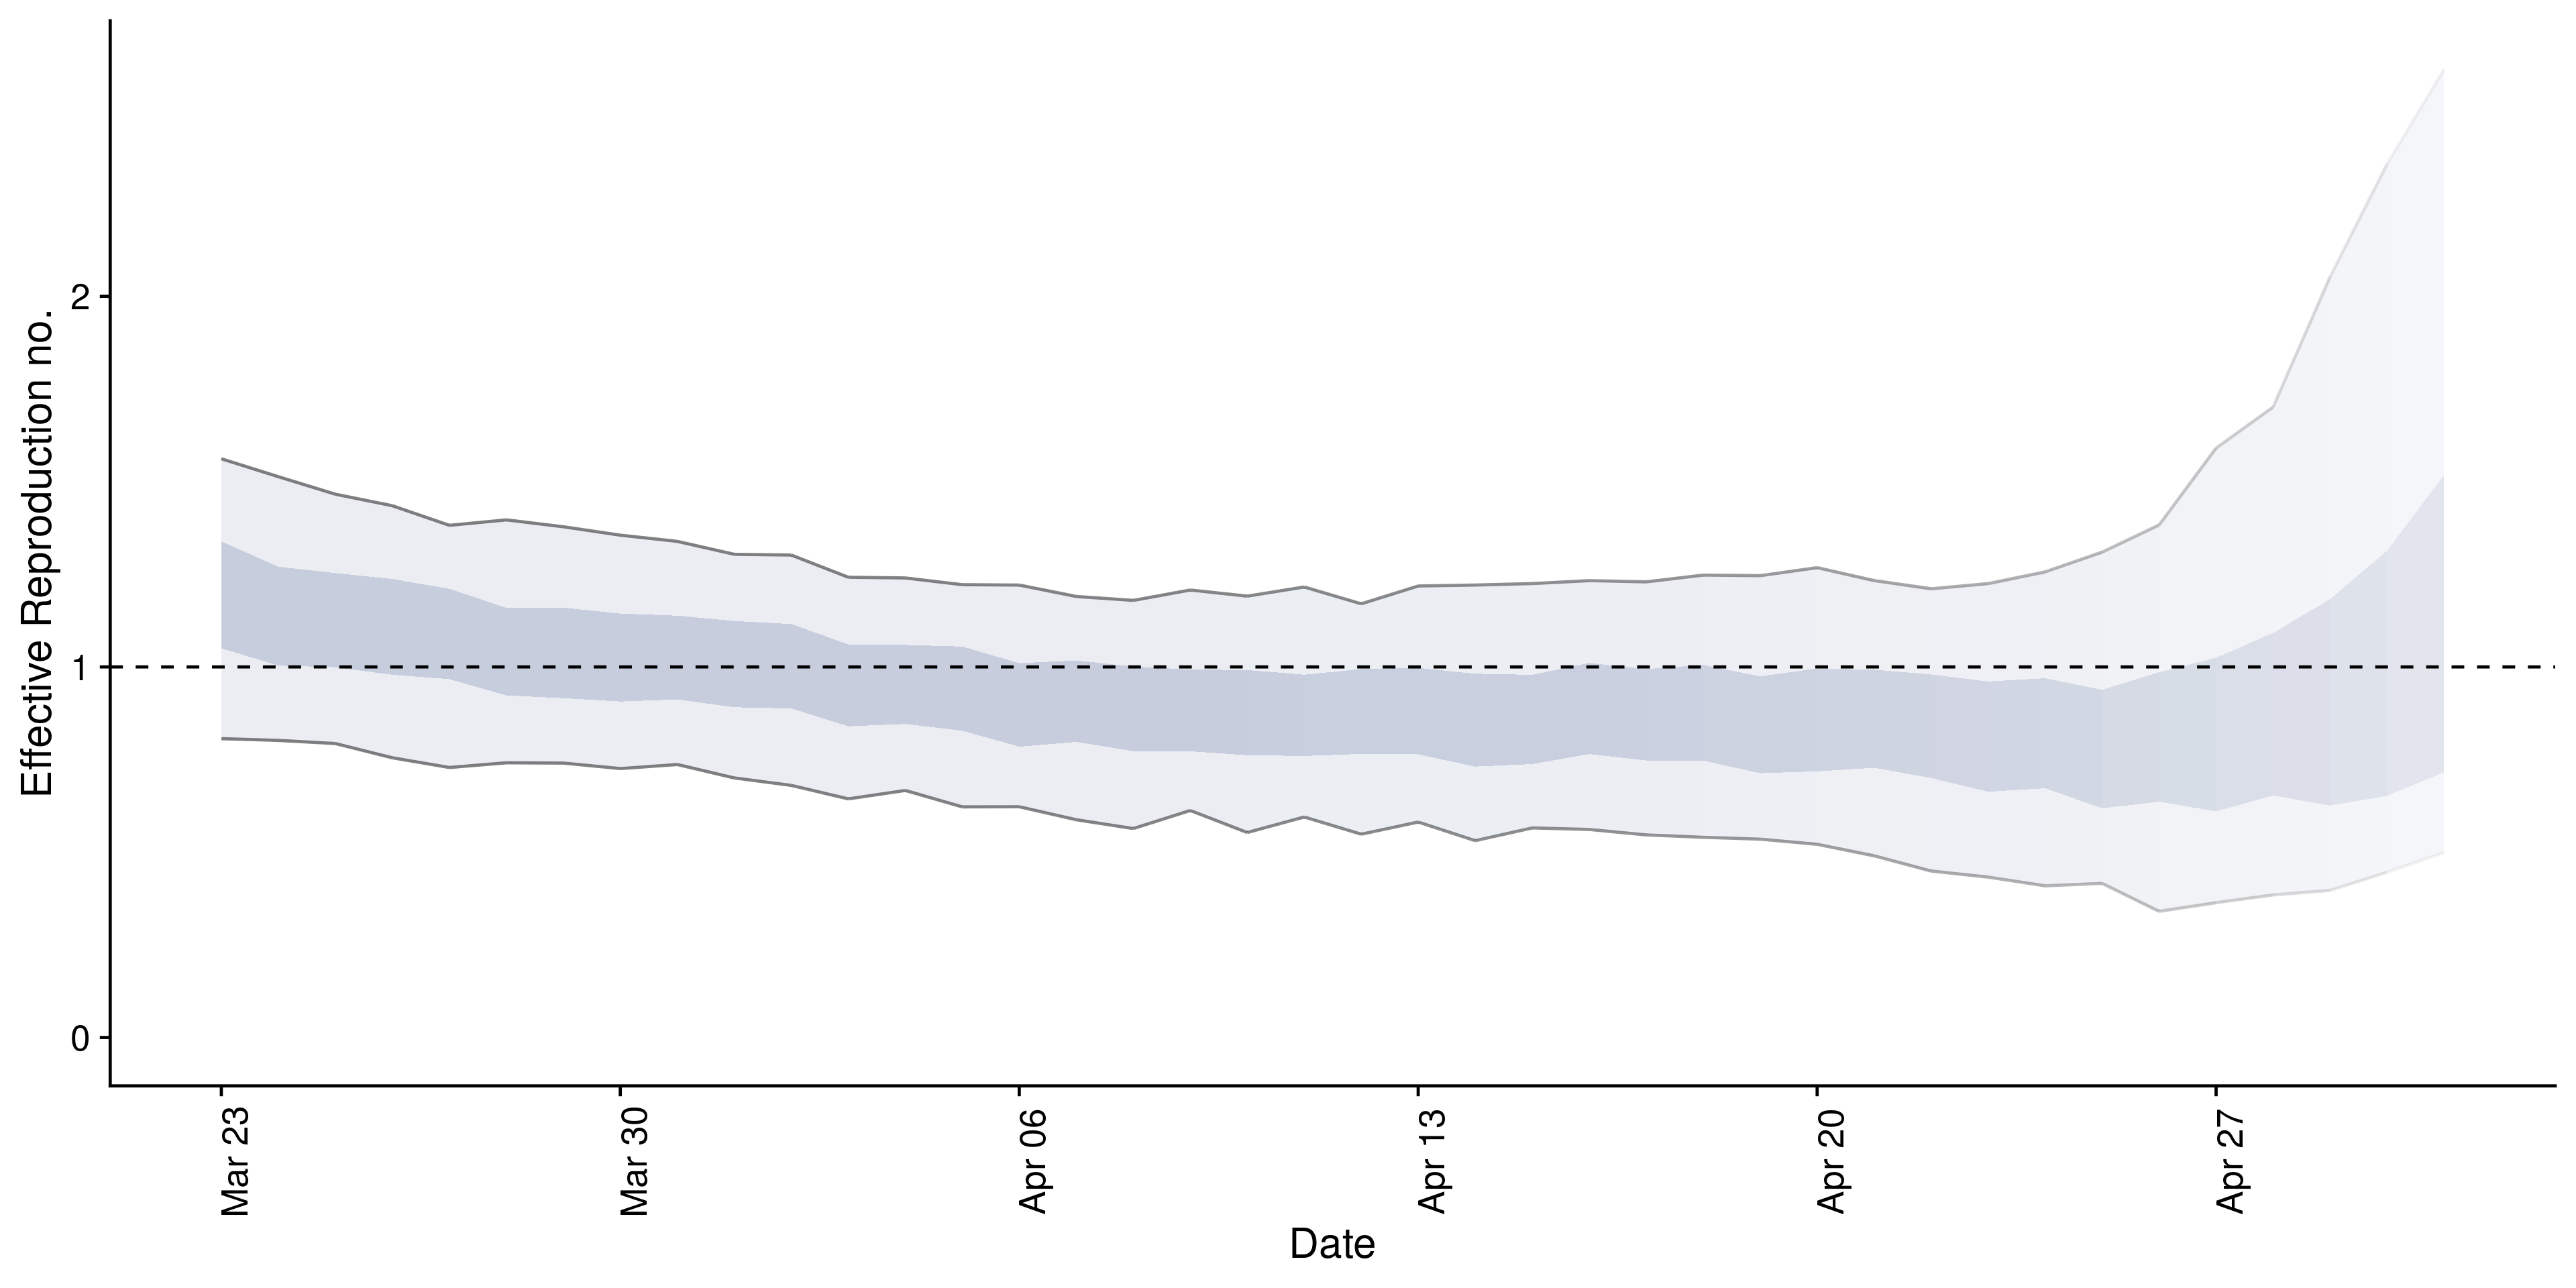 Effective Reproduction no.
2
1
0
Mar 23
Mar 30
Apr 06
Apr 13
Apr 20
Apr 27
Date